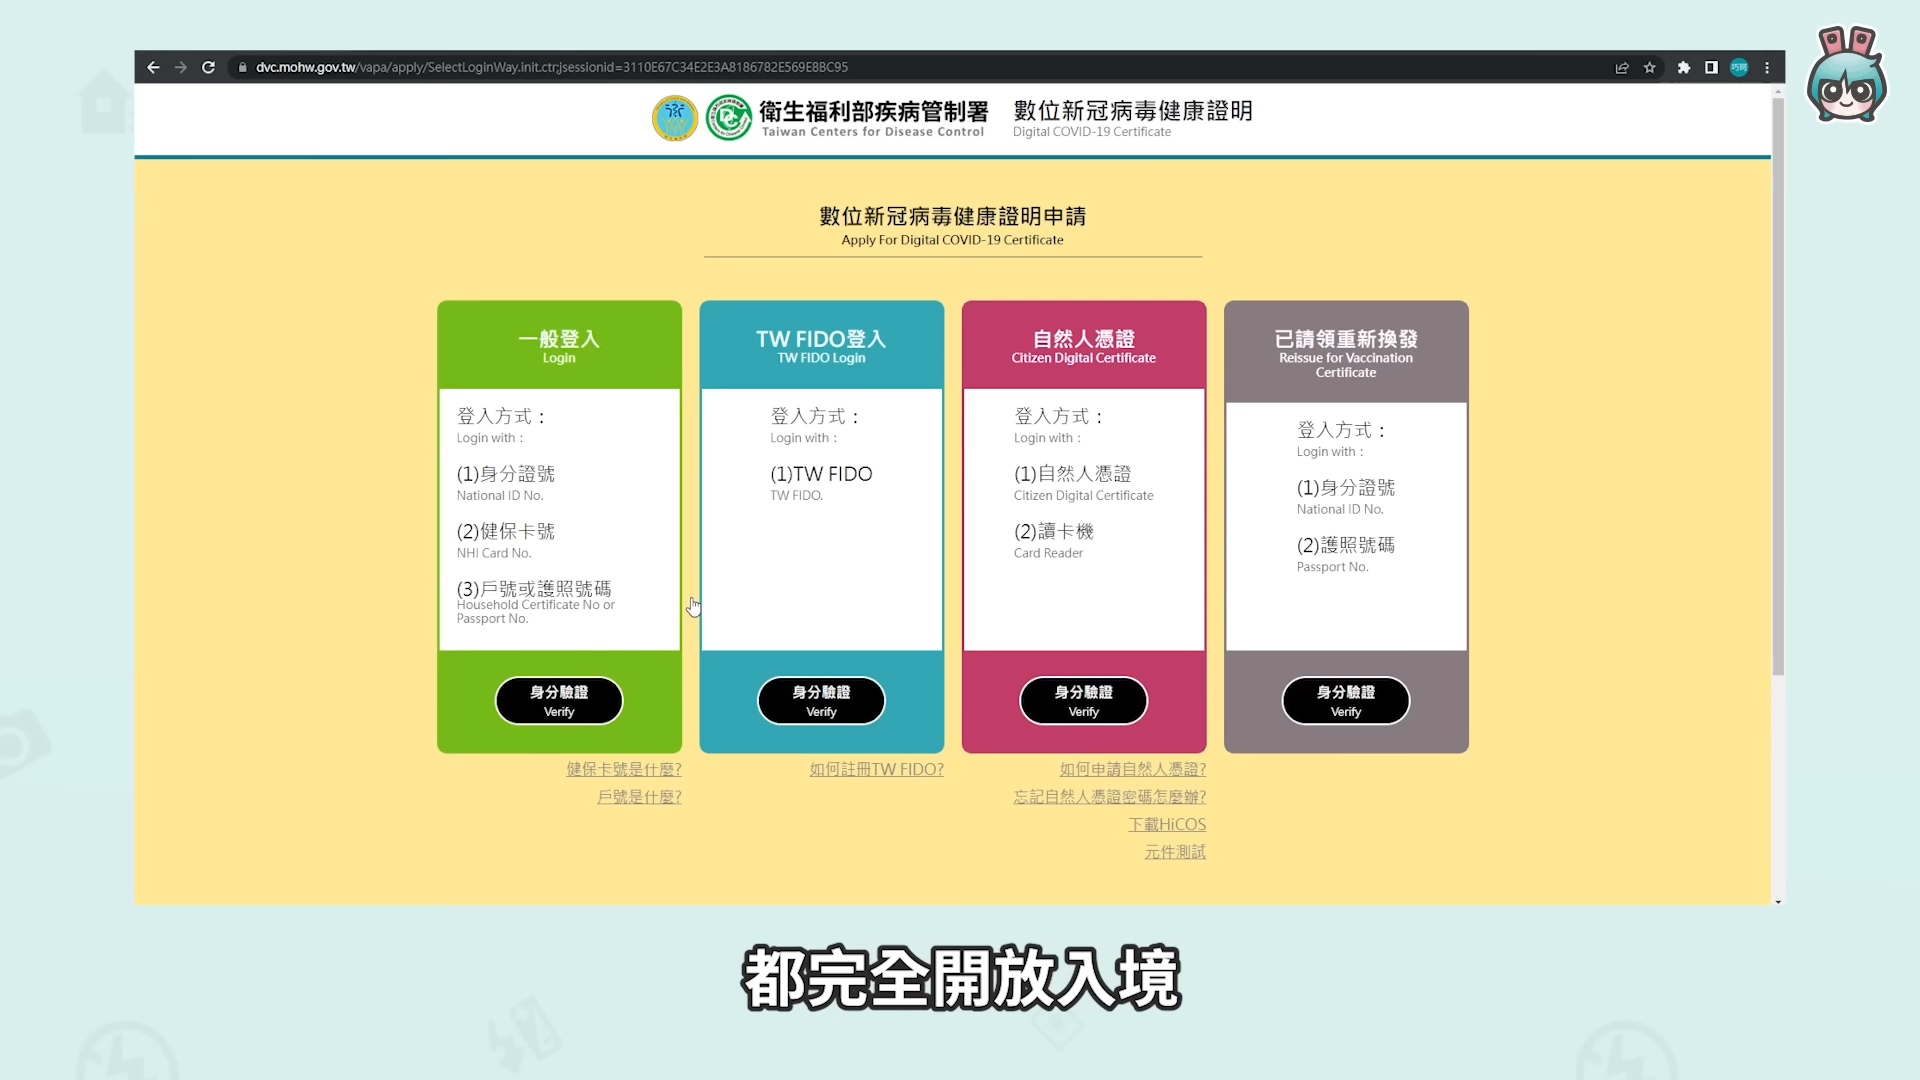 dvc.mohw.gov.tw/vapa/apply/SelectLoginWay.init.ctr;jsessionid=3110E67C34E2E3A8186782E569E8BC95
巧可
衛生福利部疾病管制署
Taiwan Centers for Disease Control
數位新冠病毒健康證明
Digital COVID-19 Certificate
數位新冠病毒健康證明申請
Apply For Digital COVID-19 Certificate
一般登入
Login
登入方式：
Login with：
(1)身分證號
National ID No.
(2)健保卡號
NHI Card No.
(3)戶號或護照號碼
Household Certificate No or
Passport No.
身分驗證
Verify
健保卡號是什麼?
戶號是什麼?
TW FIDO登入
TW FIDO Login
登入方式：
Login with：
(1)TW FIDO
TW FIDO.
身分驗證
Verify
如何註冊TW FIDO?
自然人憑證
Citizen Digital Certificate
登入方式：
Login with：
(1)自然人憑證
Citizen Digital Certificate
(2)讀卡機
Card Reader
身分驗證
Verify
如何申請自然人憑證?
忘記自然人憑證密碼怎麼辦?
下載HiCOS
元件測試
已請領重新換發
Reissue for Vaccination
Certificate
登入方式：
Login with：
(1)身分證號
National ID No.
(2)護照號碼
Passport No.
身分驗證
Verify
都完全開放入境